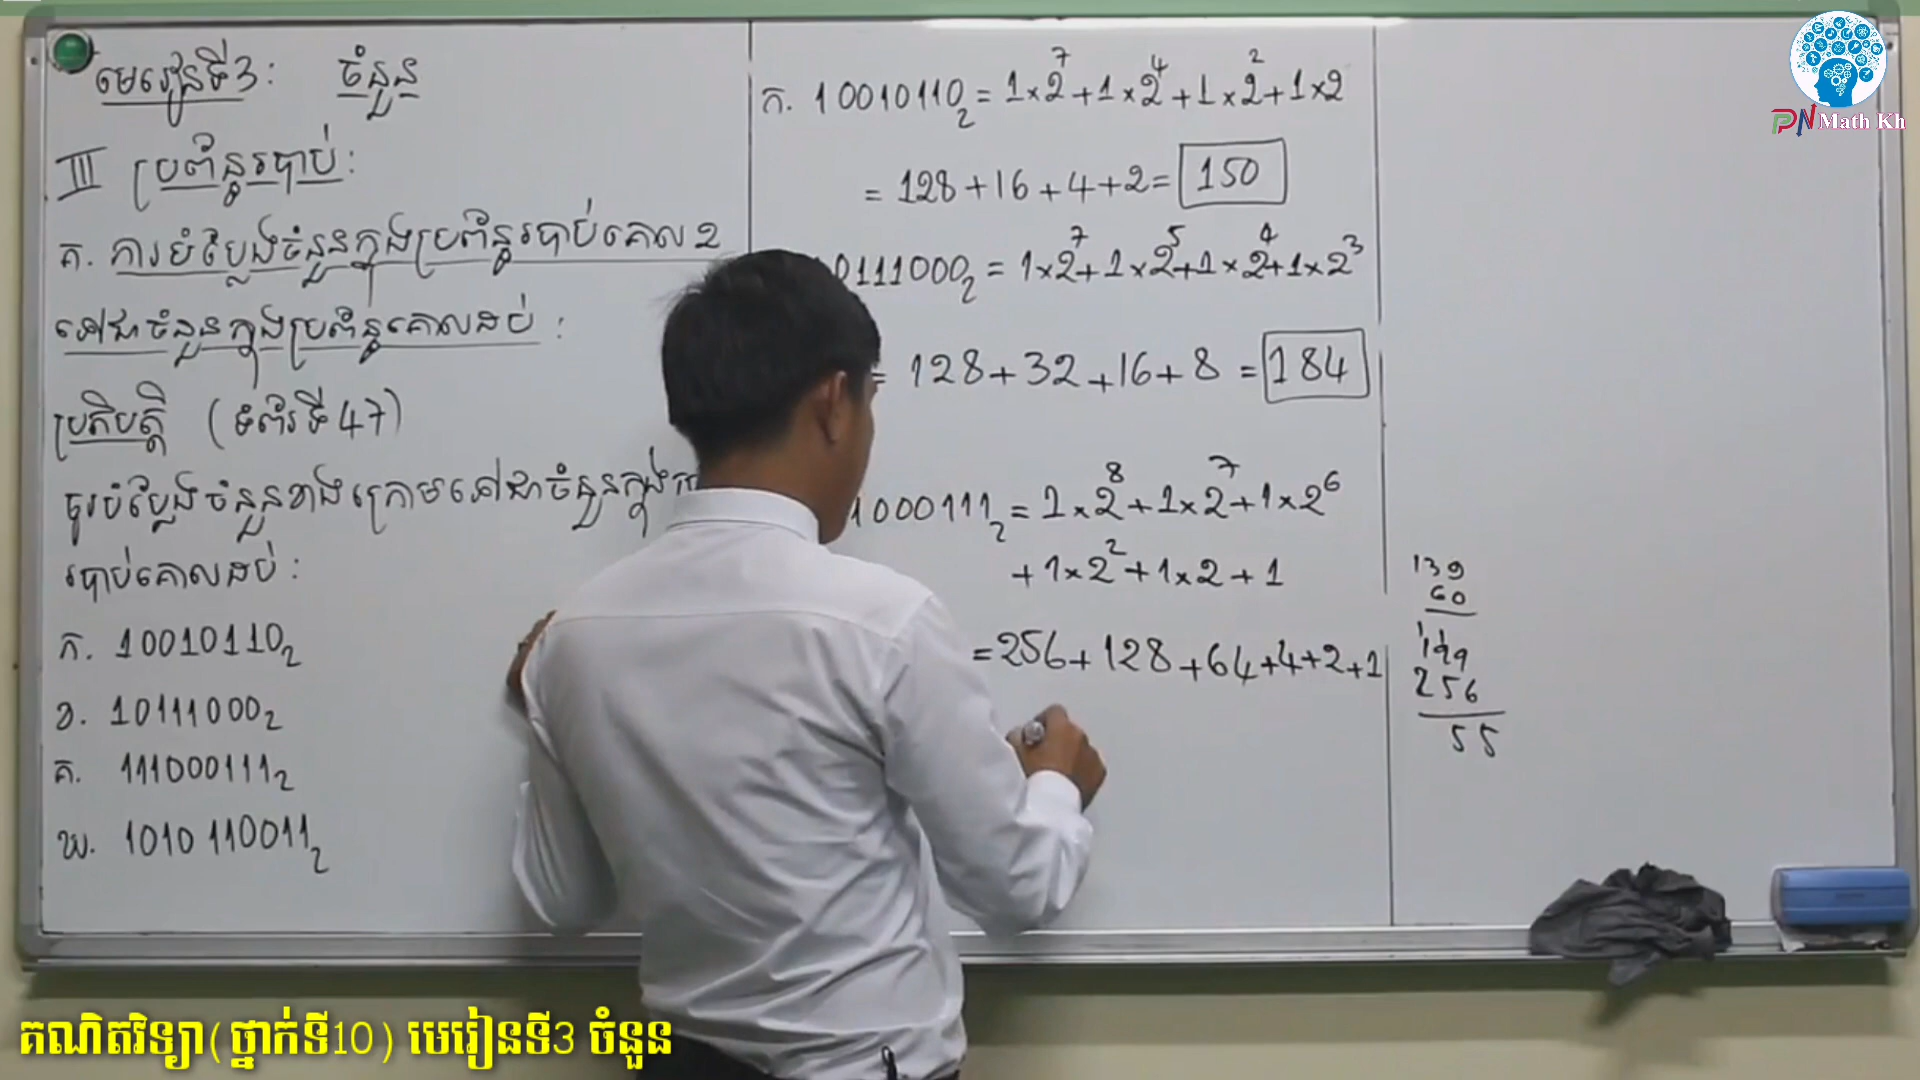 មេរៀនទី3: ចំនួន
III ប្រព័ន្ធរបាប់:
គ. ការបំប្លែងចំនួនក្នុងប្រព័ន្ធរបាប់គោល 2
ទៅជាចំនួនក្នុងប្រព័ន្ធគោលដប់ :
ប្រតិបត្តិ (ទំព័រទី 47)
ចូរបំប្លែងចំនួនខាងក្រោមទៅជាចំនួនក្នុង
របាប់គោលដប់ :
ក. 10010110₂
ខ. 10111000₂
គ. 111000111₂
ឃ. 1010110011₂
ក. 10010110₂ = 1×2⁷+1×2⁴+1×2²+1×2
= 128+16+4+2= 150
0111000₂ = 1×2⁷+1×2⁵+1×2⁴+1×2³
= 128+32+16+8 = 184
1000111₂ = 1×2⁸+1×2⁷+1×2⁶
+1×2²+1×2+1
=256+128+64+4+2+1
139
60
199
256
55
PN Math Kh
គណិតវិទ្យា(ថ្នាក់ទី10) មេរៀនទី3 ចំនួន